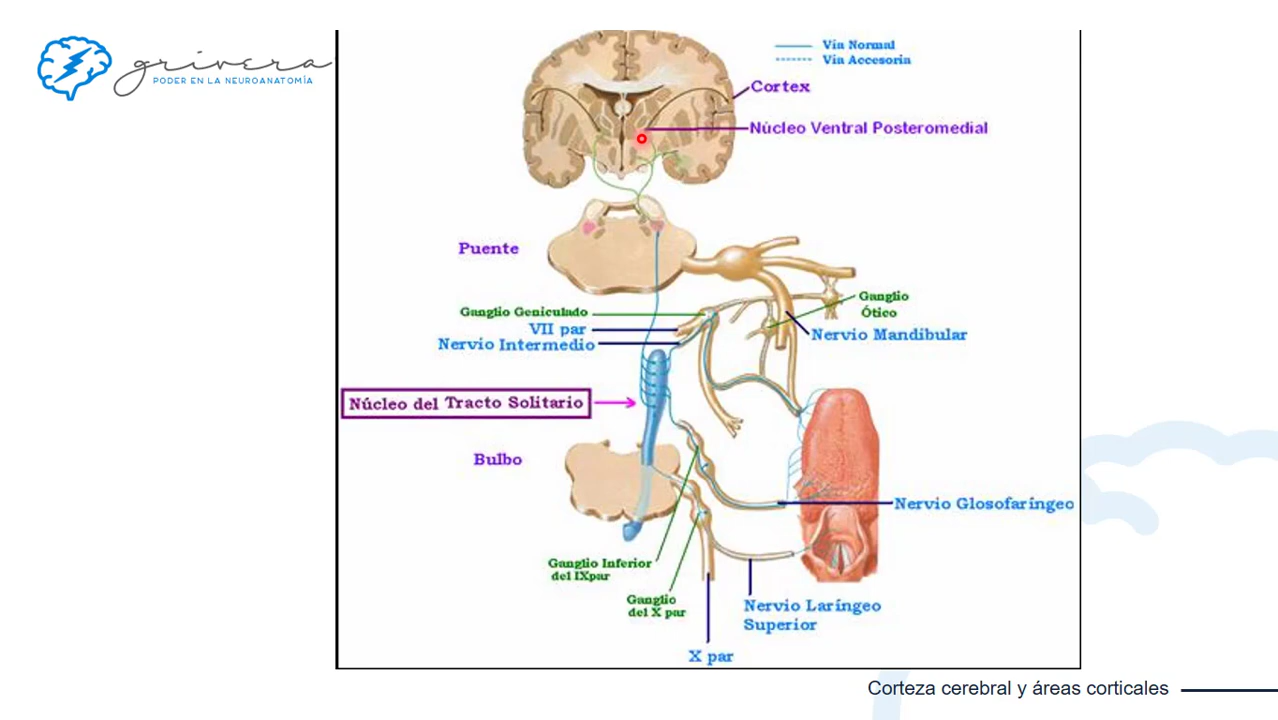 grivera
PODER EN LA NEUROANATOMÍA
Vía Normal
Vía Accesoria
Cortex
Núcleo Ventral Posteromedial
Puente
Ganglio Geniculado
VII par
Nervio Intermedio
Ganglio
Ótico
Nervio Mandibular
Núcleo del Tracto Solitario
Bulbo
Nervio Glosofaríngeo
Ganglio Inferior
del IXpar
Ganglio
del X par
Nervio Laríngeo
Superior
X par
Corteza cerebral y áreas corticales